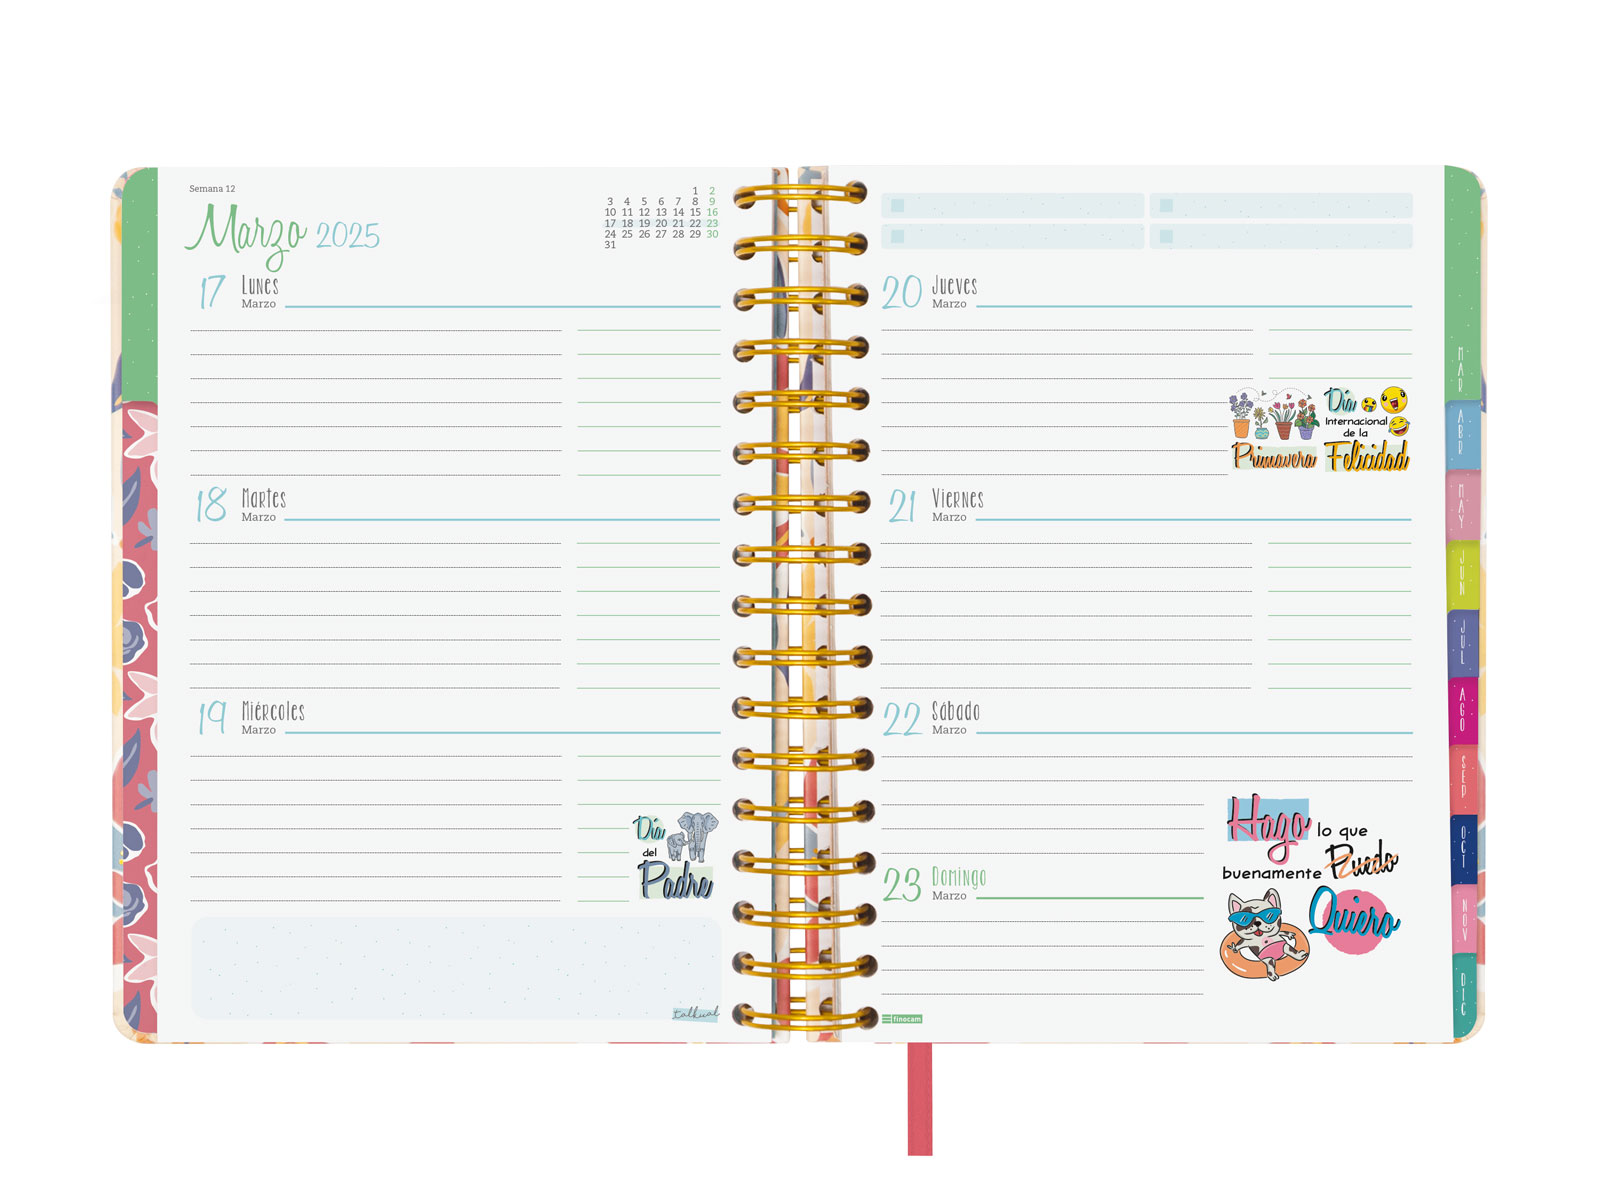 Semana 12
Marzo 2025
1 2
3 4 5 6 7 8 9
10 11 12 13 14 15 16
17 18 19 20 21 22 23
24 25 26 27 28 29 30
31
17 Lunes
Marzo
18 Martes
Marzo
19 Miércoles
Marzo
Día
del
Padre
talkual
20 Jueves
Marzo
Primavera
Día
Internacional
de la
Felicidad
21 Viernes
Marzo
22 Sábado
Marzo
Hago lo que
buenamente Puedo
Quiero
23 Domingo
Marzo
finocam
MAR
ABR
MAY
JUN
JUL
AGO
SEP
OCT
NOV
DIC